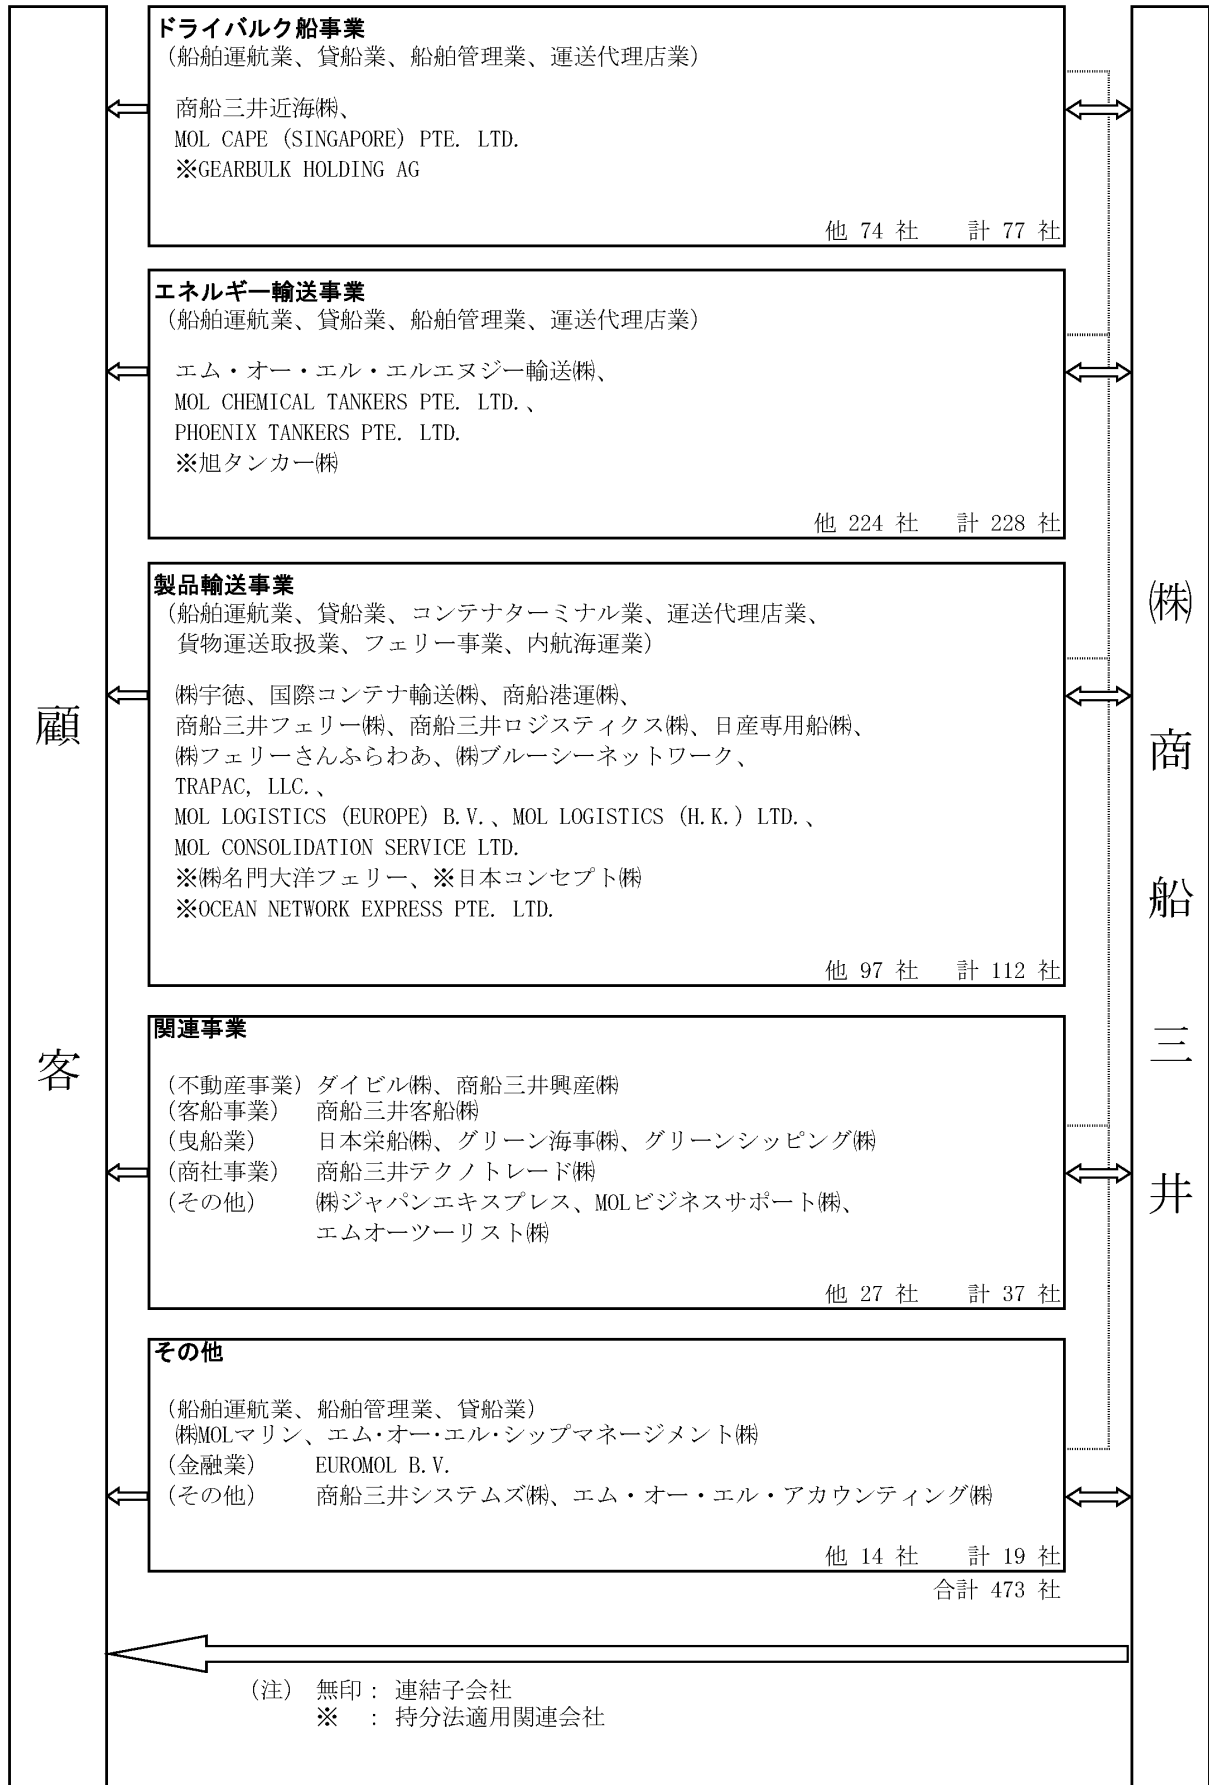 顧客
ドライバルク船事業
(船舶運航業、貸船業、船舶管理業、運送代理店業)
商船三井近海㈱、
MOL CAPE (SINGAPORE) PTE. LTD.
※GEARBULK HOLDING AG
他 74 社 計 77 社
エネルギー輸送事業
(船舶運航業、貸船業、船舶管理業、運送代理店業)
エム・オー・エル・エルエヌジー輸送㈱、
MOL CHEMICAL TANKERS PTE. LTD.、
PHOENIX TANKERS PTE. LTD.
※旭タンカー㈱
他 224 社 計 228 社
製品輸送事業
(船舶運航業、貸船業、コンテナターミナル業、運送代理店業、
貨物運送取扱業、フェリー事業、内航海運業)
㈱宇徳、国際コンテナ輸送㈱、商船港運㈱、
商船三井フェリー㈱、商船三井ロジスティクス㈱、日産専用船㈱、
㈱フェリーさんふらわあ、㈱ブルーシーネットワーク、
TRAPAC, LLC.、
MOL LOGISTICS (EUROPE) B.V.、MOL LOGISTICS (H.K.) LTD.、
MOL CONSOLIDATION SERVICE LTD.
※㈱名門大洋フェリー、※日本コンセプト㈱
※OCEAN NETWORK EXPRESS PTE. LTD.
他 97 社 計 112 社
関連事業
(不動産事業) ダイビル㈱、商船三井興産㈱
(客船事業) 商船三井客船㈱
(曳船業) 日本栄船㈱、グリーン海事㈱、グリーンシッピング㈱
(商社事業) 商船三井テクノトレード㈱
(その他) ㈱ジャパンエキスプレス、MOLビジネスサポート㈱、
エムオーツーリスト㈱
他 27 社 計 37 社
その他
(船舶運航業、船舶管理業、貸船業)
㈱MOLマリン、エム・オー・エル・シップマネージメント㈱
(金融業) EUROMOL B.V.
(その他) 商船三井システムズ㈱、エム・オー・エル・アカウンティング㈱
他 14 社 計 19 社
合計 473 社
(注) 無印 : 連結子会社
※ : 持分法適用関連会社
㈱商船三井